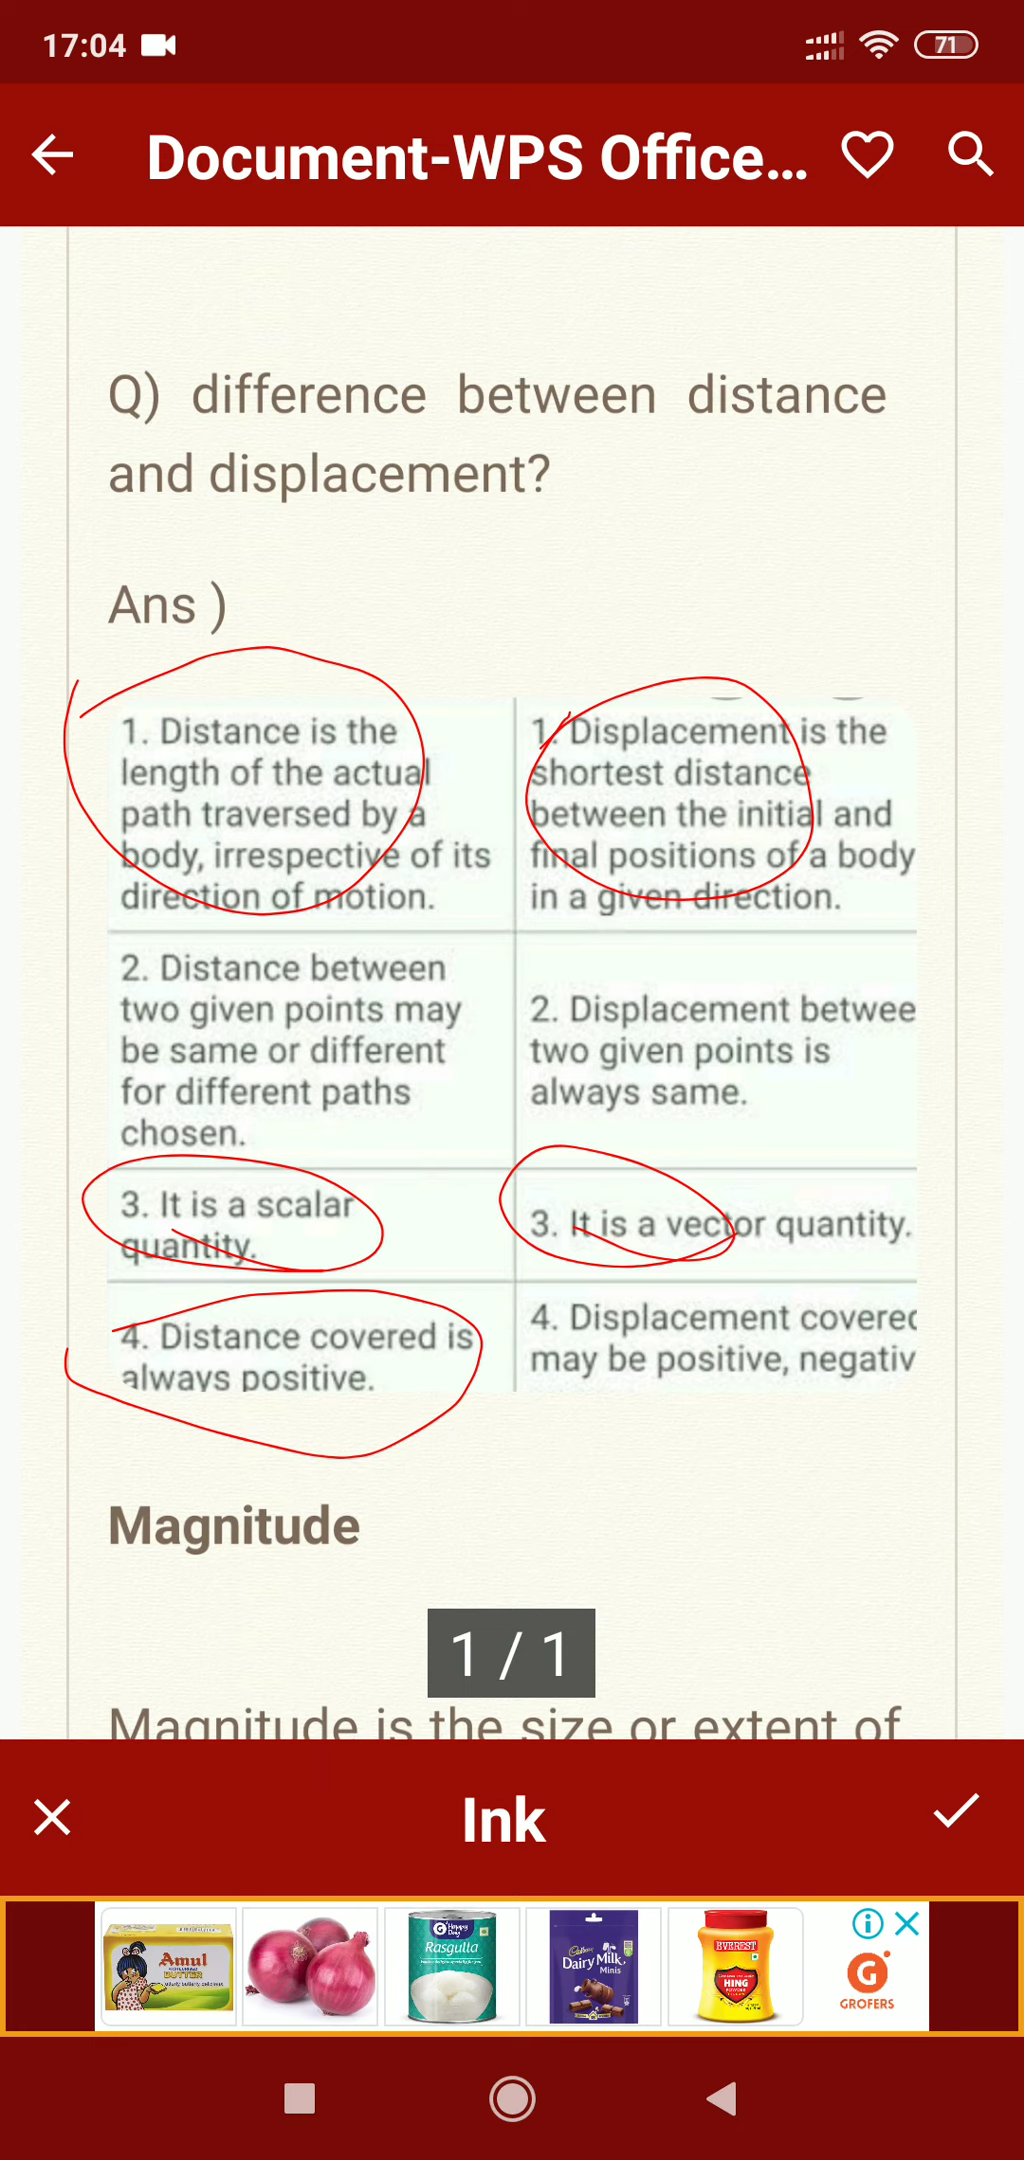 17:04
71
Document-WPS Office...
Q) difference between distance
and displacement?
Ans )
1. Distance is the
length of the actual
path traversed by a
body, irrespective of its
direction of motion.
1. Displacement is the
shortest distance
between the initial and
final positions of a body
in a given direction.
2. Distance between
two given points may
be same or different
for different paths
chosen.
2. Displacement betwee
two given points is
always same.
3. It is a scalar
quantity.
3. It is a vector quantity.
4. Distance covered is
always positive.
4. Displacement covered
may be positive, negativ
Magnitude
1 / 1
Magnitude is the size or extent of
Ink
Amul
BUTTER
Happy
Day
Rasgulla
Cadbury
Dairy Milk
Minis
EVEREST
HING
GROFERS